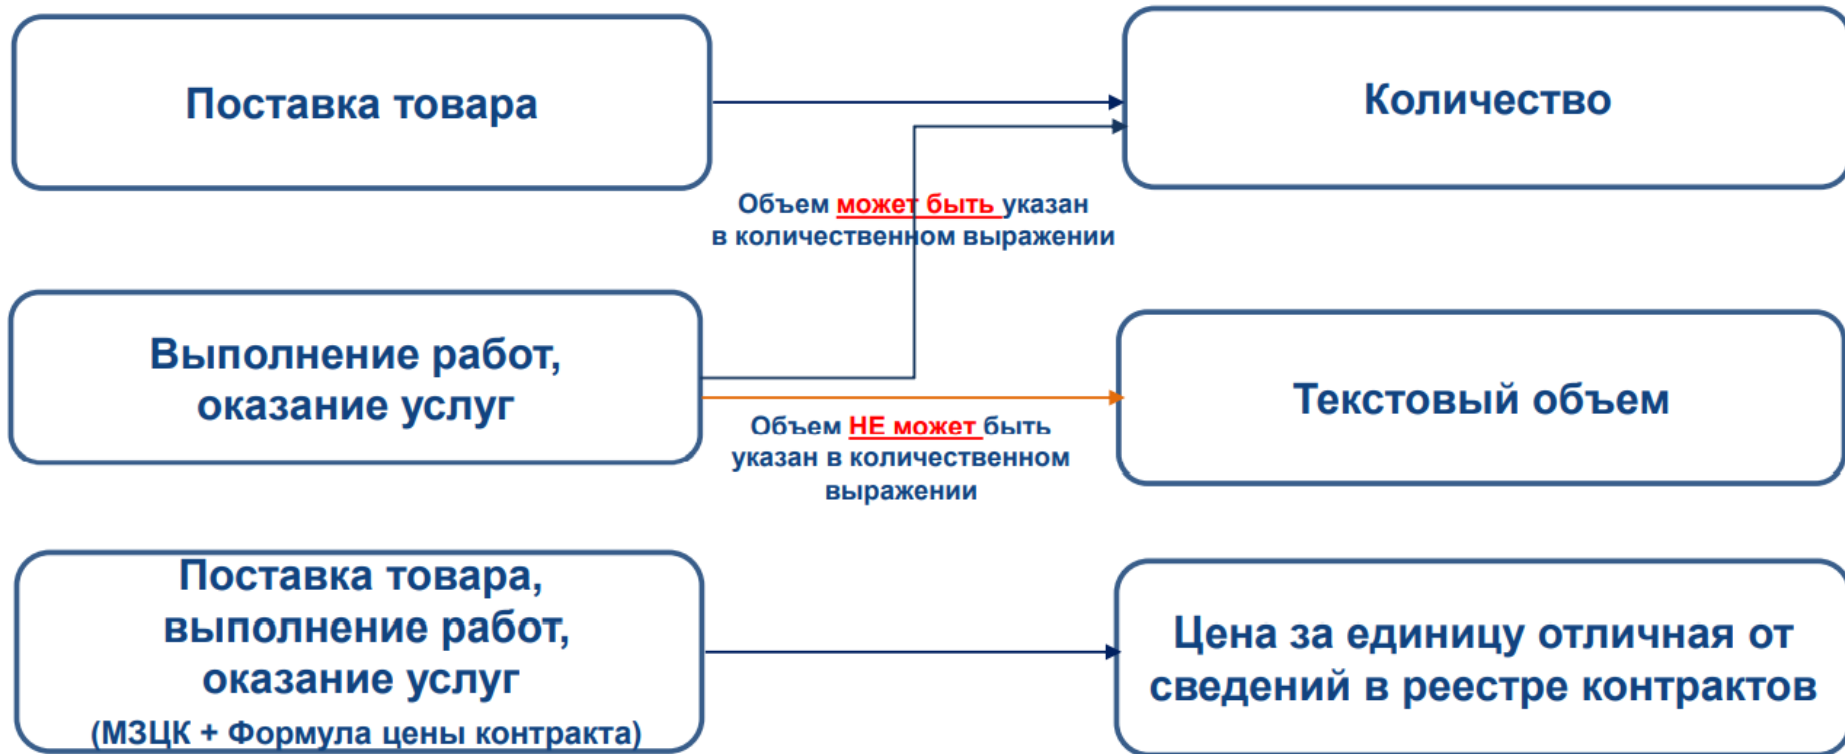 Поставка товара
Количество
Объем может быть указан
в количественном выражении
Выполнение работ,
оказание услуг
Текстовый объем
Объем НЕ может быть
указан в количественном
выражении
Поставка товара,
выполнение работ,
оказание услуг
(МЗЦК + Формула цены контракта)
Цена за единицу отличная от
сведений в реестре контрактов